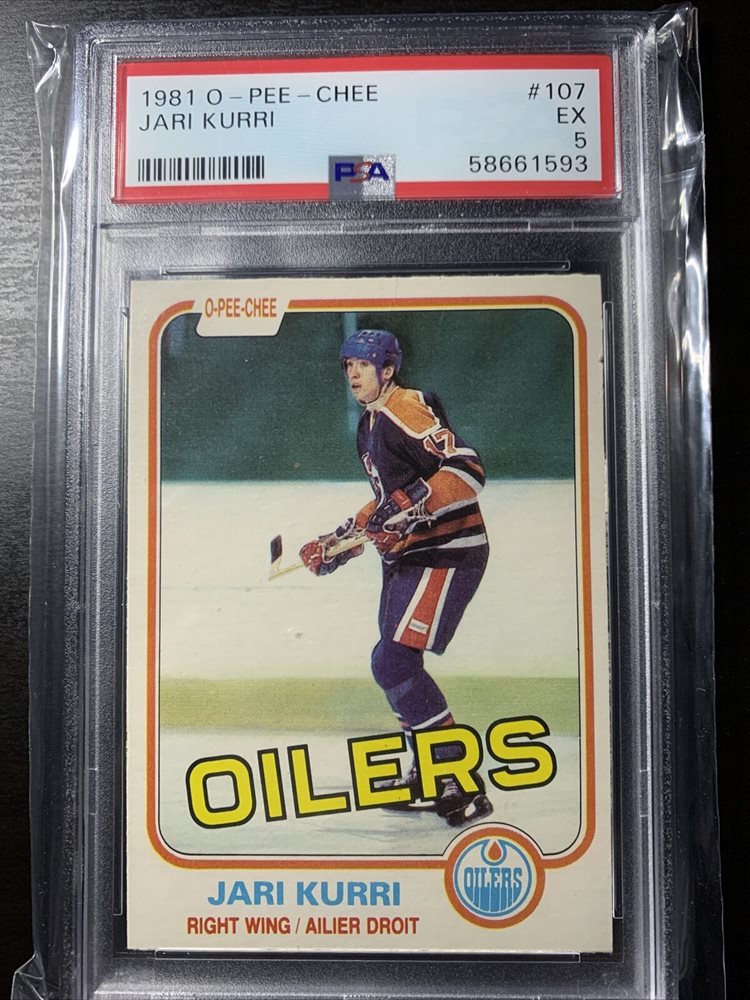 1981 O-PEE-CHEE #107
JARI KURRI EX
5
PSA 58661593
O-PEE-CHEE
17
OILERS
OILERS
JARI KURRI
RIGHT WING / AILIER DROIT